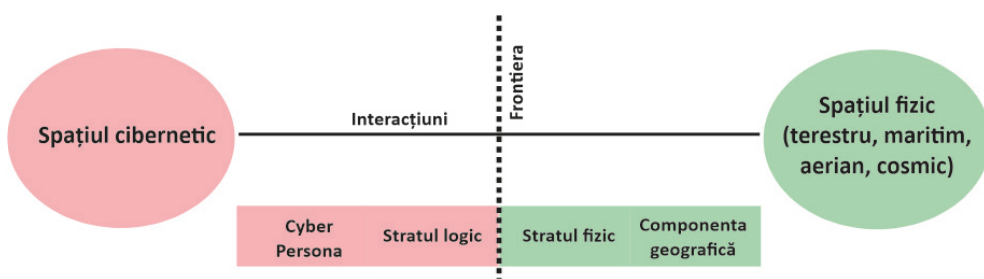 Spațiul cibernetic
Interacțiuni
Frontiera
Spațiul fizic
(terestru, maritim,
aerian, cosmic)
Cyber
Persona
Stratul logic
Stratul fizic
Componenta
geografică